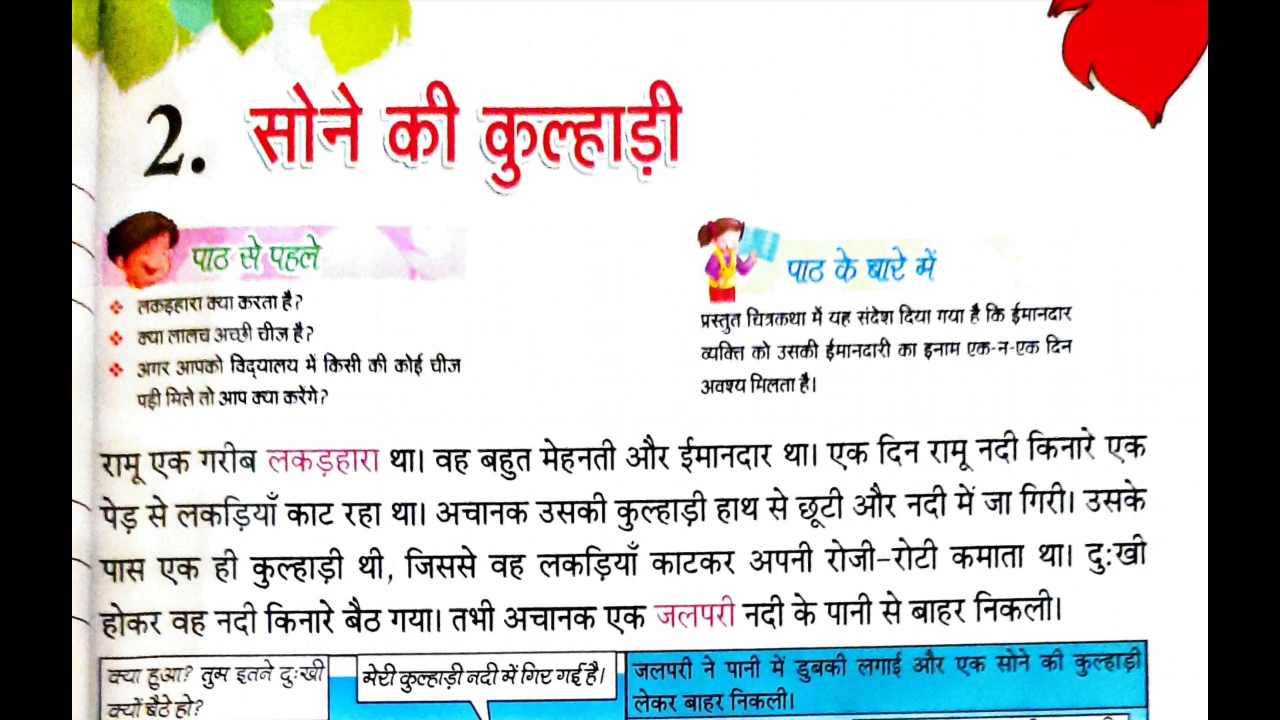 2. सोने की कुल्हाड़ी
पाठ से पहले
लकड़हारा क्या करता है?
क्या लालच अच्छी चीज है?
अगर आपको विद्यालय में किसी की कोई चीज
पड़ी मिले तो आप क्या करेंगे?
पाठ के बारे में
प्रस्तुत चित्रकथा में यह संदेश दिया गया है कि ईमानदार
व्यक्ति को उसकी ईमानदारी का इनाम एक-न-एक दिन
अवश्य मिलता है।
रामू एक गरीब लकड़हारा था। वह बहुत मेहनती और ईमानदार था। एक दिन रामू नदी किनारे एक
पेड़ से लकड़ियाँ काट रहा था। अचानक उसकी कुल्हाड़ी हाथ से छूटी और नदी में जा गिरी। उसके
पास एक ही कुल्हाड़ी थी, जिससे वह लकड़ियाँ काटकर अपनी रोजी-रोटी कमाता था। दुःखी
होकर वह नदी किनारे बैठ गया। तभी अचानक एक जलपरी नदी के पानी से बाहर निकली।
क्या हुआ? तुम इतने दुःखी
क्यों बैठे हो?
मेरी कुल्हाड़ी नदी में गिर गई है।
जलपरी ने पानी में डुबकी लगाई और एक सोने की कुल्हाड़ी
लेकर बाहर निकली।